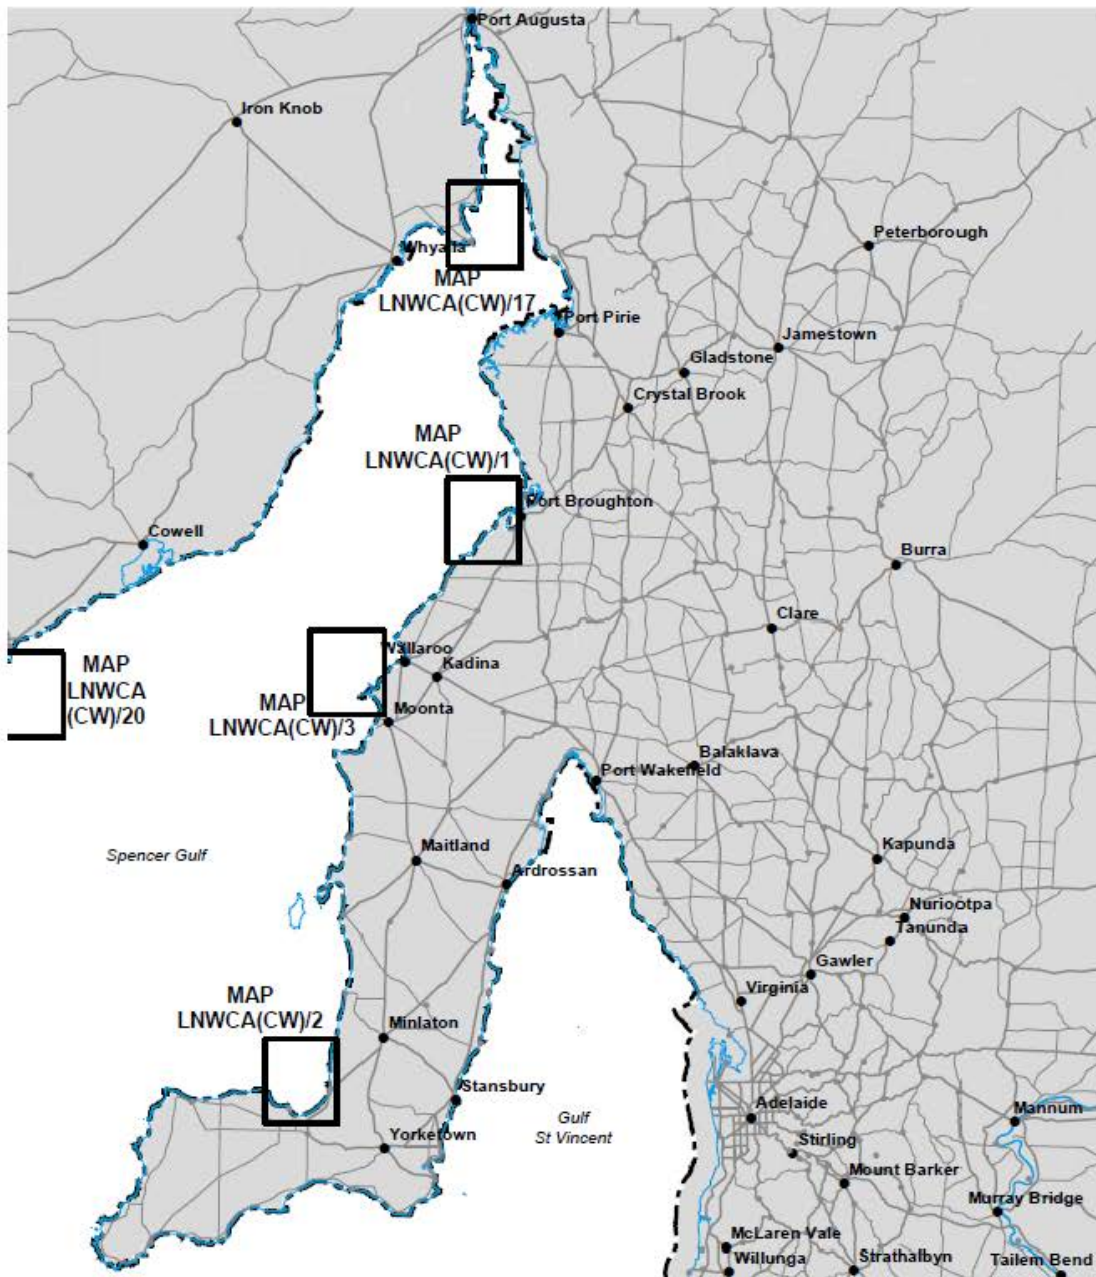 Port Augusta
Iron Knob
Peterborough
Whyalla
MAP
LNWCA(CW)/17
Port Pirie
Jamestown
Gladstone
Crystal Brook
MAP
LNWCA(CW)/1
Port Broughton
Cowell
Burra
Clare
Wallaroo
Kadina
MAP
LNWCA
(CW)/20
MAP
LNWCA(CW)/3
Moonta
Balaklava
Port Wakefield
Maitland
Kapunda
Spencer Gulf
Ardrossan
Nuriootpa
Tanunda
Gawler
Virginia
MAP
LNWCA(CW)/2
Minlaton
Stansbury
Adelaide
Mannum
Gulf
St Vincent
Yorketown
Stirling
Mount Barker
Murray Bridge
McLaren Vale
Willunga
Strathalbyn
Tailem Bend